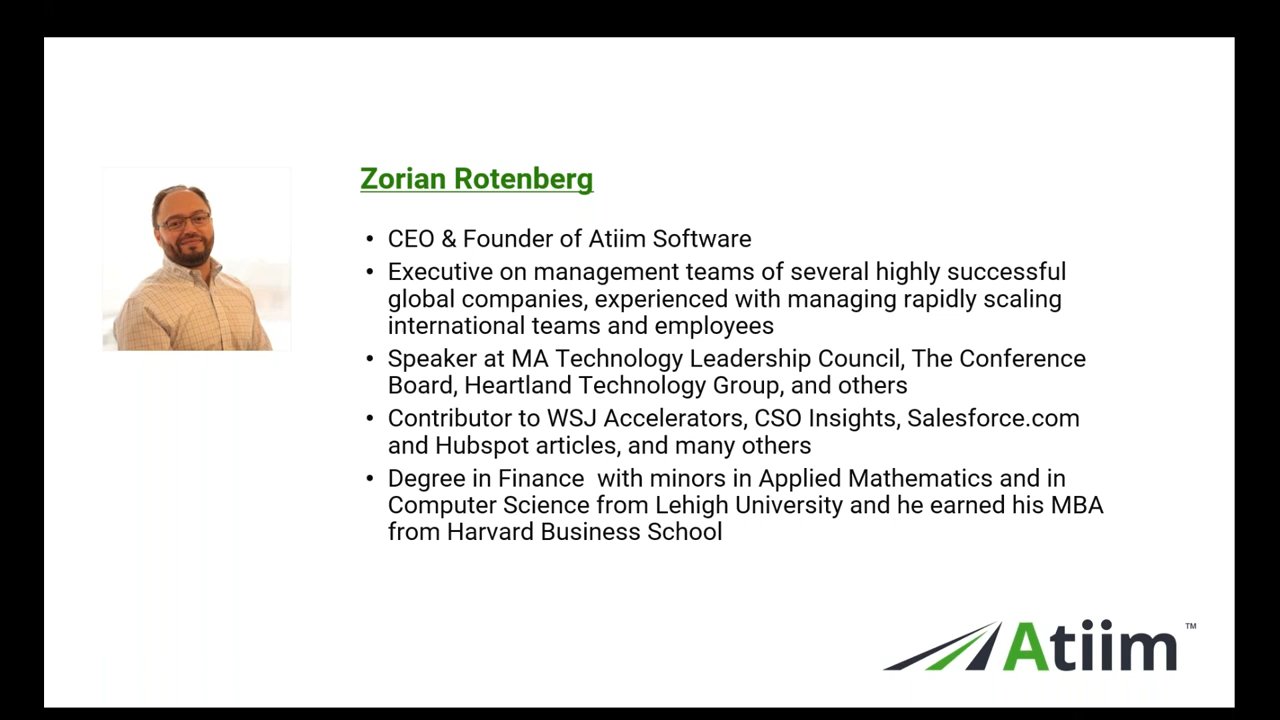 Zorian Rotenberg
• CEO & Founder of Atiim Software
• Executive on management teams of several highly successful
global companies, experienced with managing rapidly scaling
international teams and employees
• Speaker at MA Technology Leadership Council, The Conference
Board, Heartland Technology Group, and others
• Contributor to WSJ Accelerators, CSO Insights, Salesforce.com
and Hubspot articles, and many others
• Degree in Finance  with minors in Applied Mathematics and in
Computer Science from Lehigh University and he earned his MBA
from Harvard Business School
Atiim ™